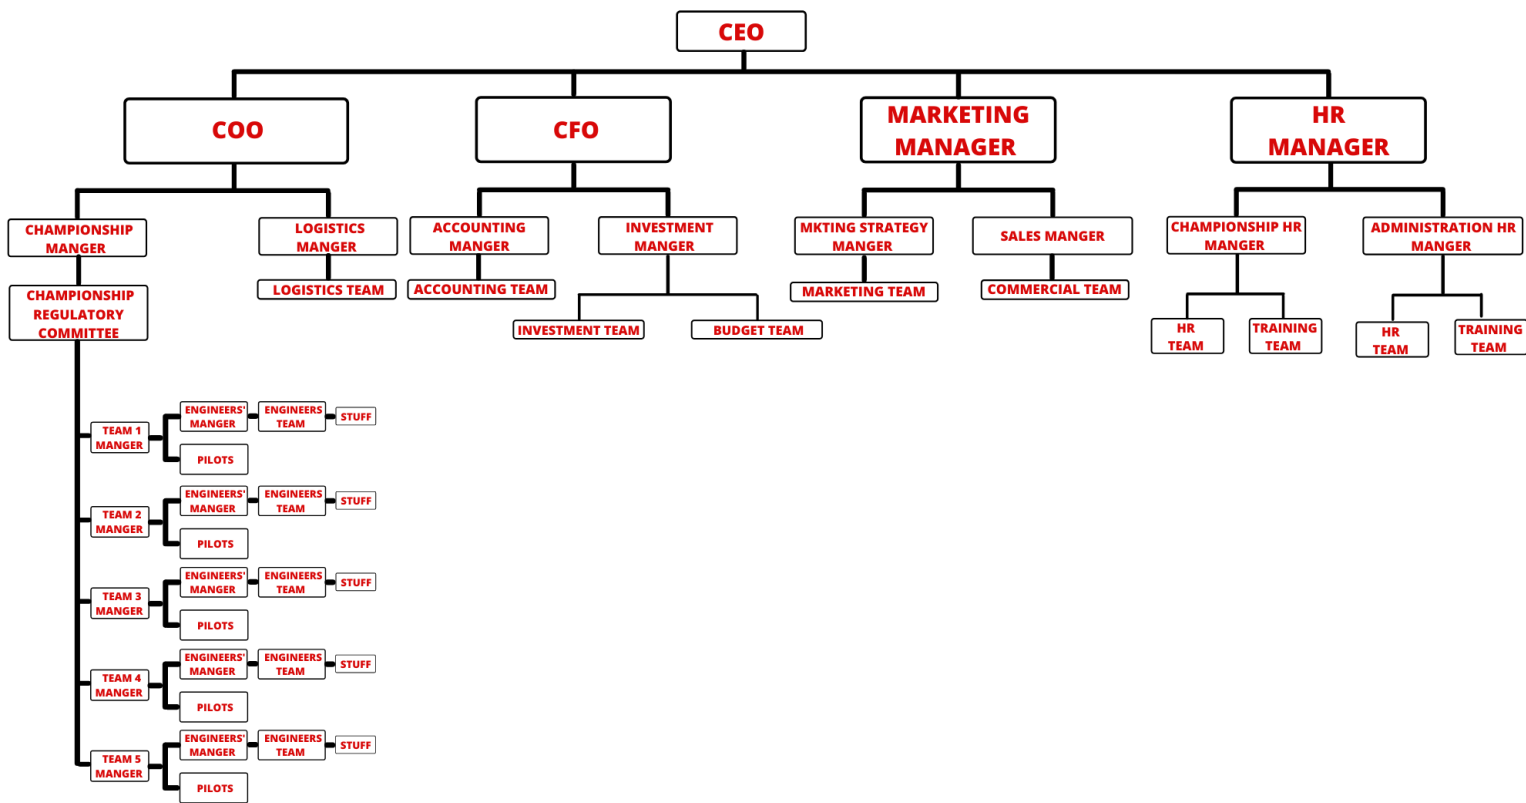 CEO
COO
CFO
MARKETING
MANAGER
HR
MANAGER
CHAMPIONSHIP
MANGER
LOGISTICS
MANGER
ACCOUNTING
MANGER
INVESTMENT
MANGER
MKTING STRATEGY
MANGER
SALES MANGER
CHAMPIONSHIP HR
MANGER
ADMINISTRATION HR
MANGER
CHAMPIONSHIP
REGULATORY
COMMITTEE
LOGISTICS TEAM
ACCOUNTING TEAM
INVESTMENT TEAM
BUDGET TEAM
MARKETING TEAM
COMMERCIAL TEAM
HR
TEAM
TRAINING
TEAM
HR
TEAM
TRAINING
TEAM
TEAM 1
MANGER
ENGINEERS'
MANGER
ENGINEERS
TEAM
STUFF
PILOTS
TEAM 2
MANGER
ENGINEERS'
MANGER
ENGINEERS
TEAM
STUFF
PILOTS
TEAM 3
MANGER
ENGINEERS'
MANGER
ENGINEERS
TEAM
STUFF
PILOTS
TEAM 4
MANGER
ENGINEERS'
MANGER
ENGINEERS
TEAM
STUFF
PILOTS
TEAM 5
MANGER
ENGINEERS'
MANGER
ENGINEERS
TEAM
STUFF
PILOTS